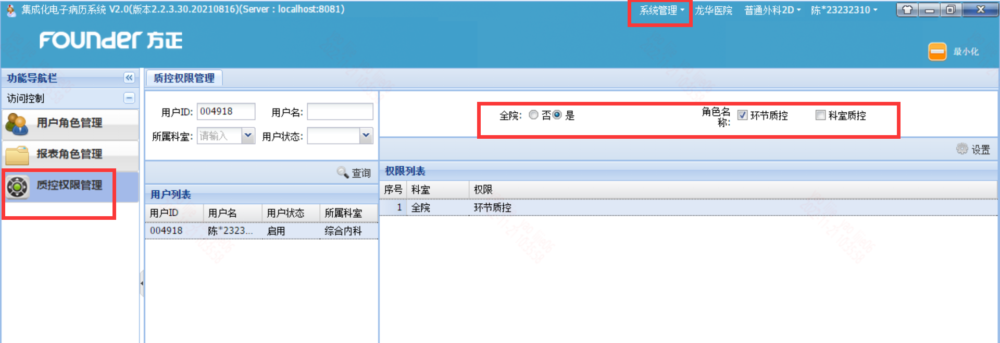 集成化电子病历系统 V2.0(版本2.2.3.30.20210816)(Server : localhost:8081)
系统管理 龙华医院 普通外科2D 陈*23232310
FOUNDER 方正
最小化
功能导航栏
访问控制
用户角色管理
报表角色管理
质控权限管理
质控权限管理
用户ID: 004918 用户名:
所属科室: 请输入 用户状态:
查询
用户列表
用户ID 用户名 用户状态 所属科室
004918 陈*2323... 启用 综合内科
全院: 否 是 角色名称: 环节质控 科室质控
设置
权限列表
序号 科室 权限
1 全院 环节质控